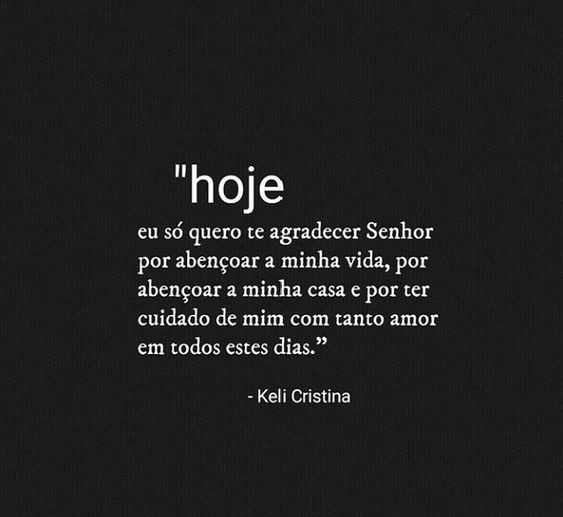 "hoje
eu só quero te agradecer Senhor
por abençoar a minha vida, por
abençoar a minha casa e por ter
cuidado de mim com tanto amor
em todos estes dias.”
- Keli Cristina